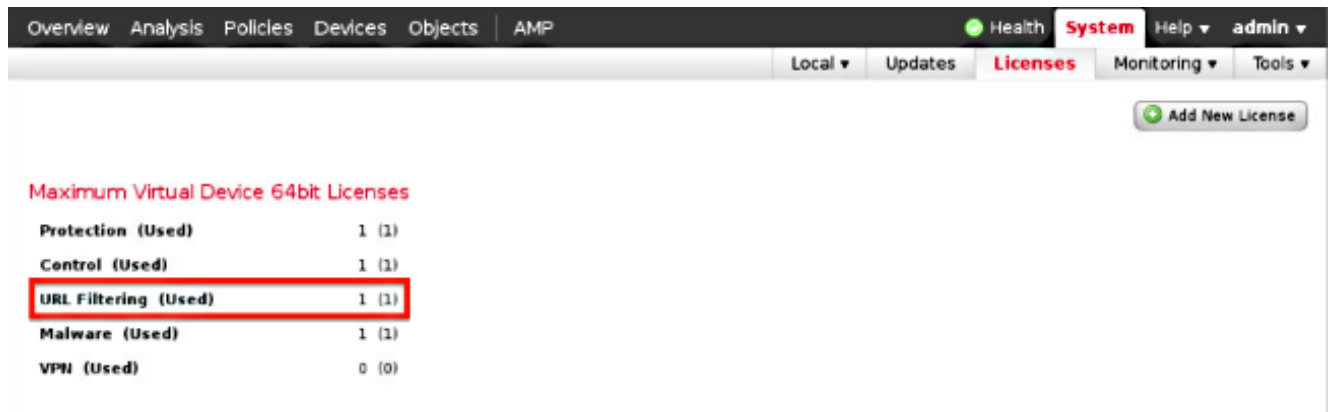 Overview Analysis Policies Devices Objects AMP Health System Help admin
Local Updates Licenses Monitoring Tools
Add New License
Maximum Virtual Device 64bit Licenses
Protection (Used) 1 (1)
Control (Used) 1 (1)
URL Filtering (Used) 1 (1)
Malware (Used) 1 (1)
VPN (Used) 0 (0)